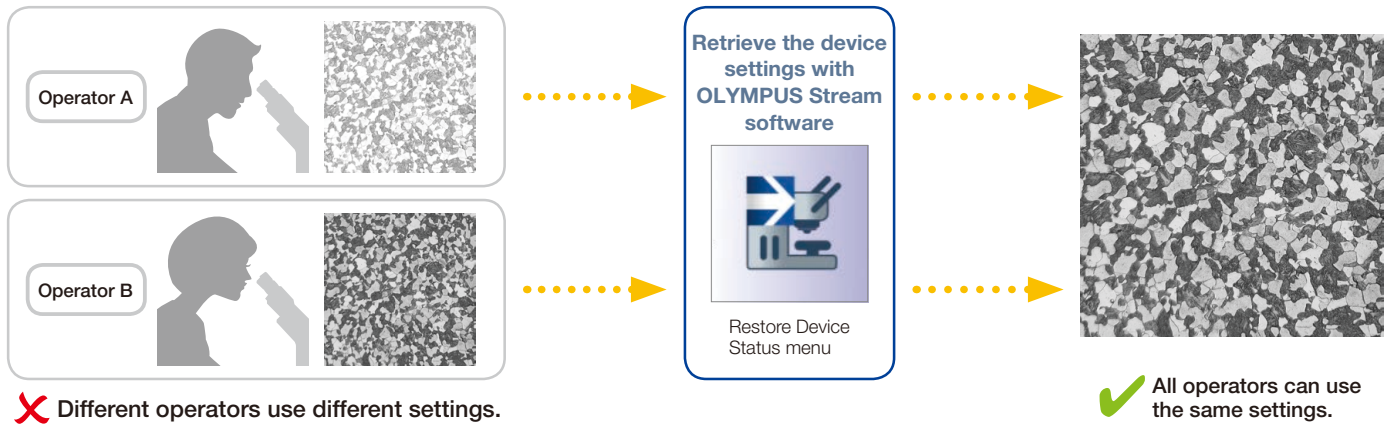 Operator A
Operator B
Different operators use different settings.
Retrieve the device
settings with
OLYMPUS Stream
software
Restore Device
Status menu
All operators can use
the same settings.